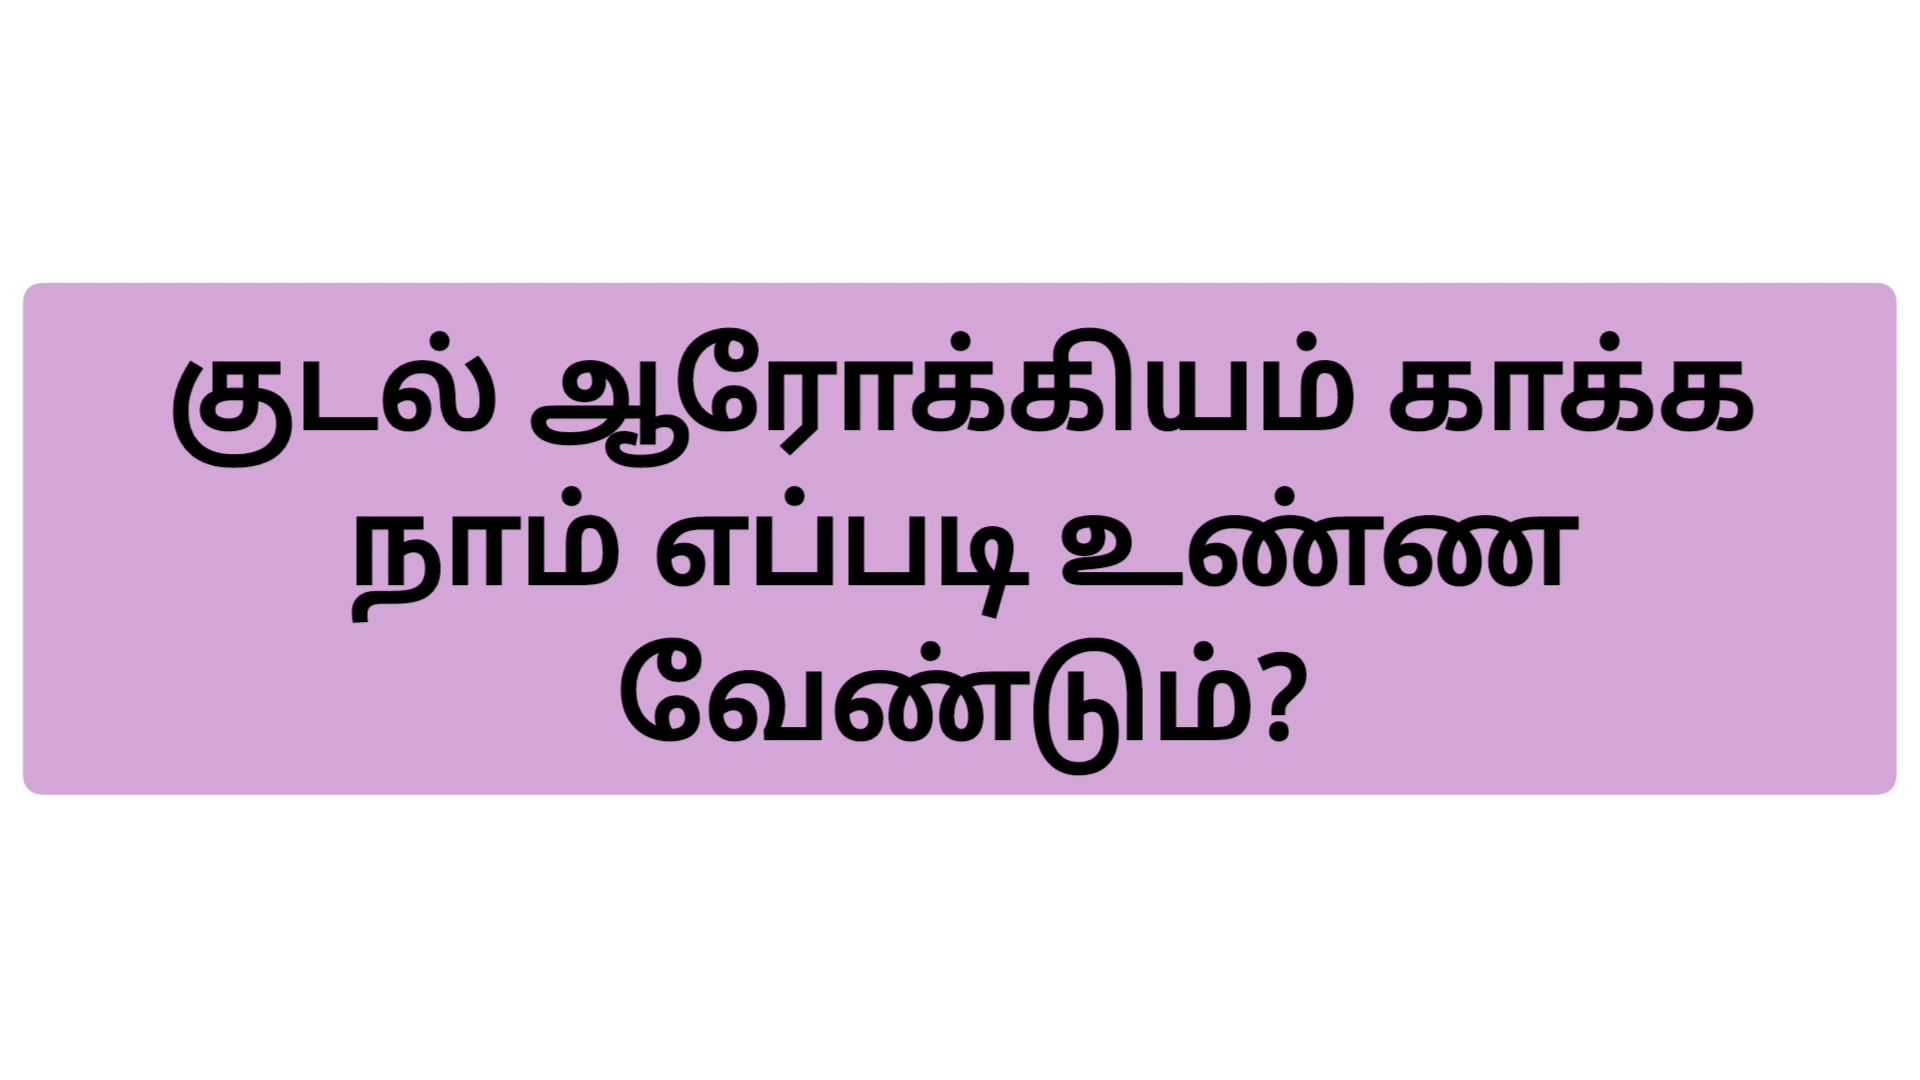 குடல் ஆரோக்கியம் காக்க
நாம் எப்படி உண்ண
வேண்டும்?